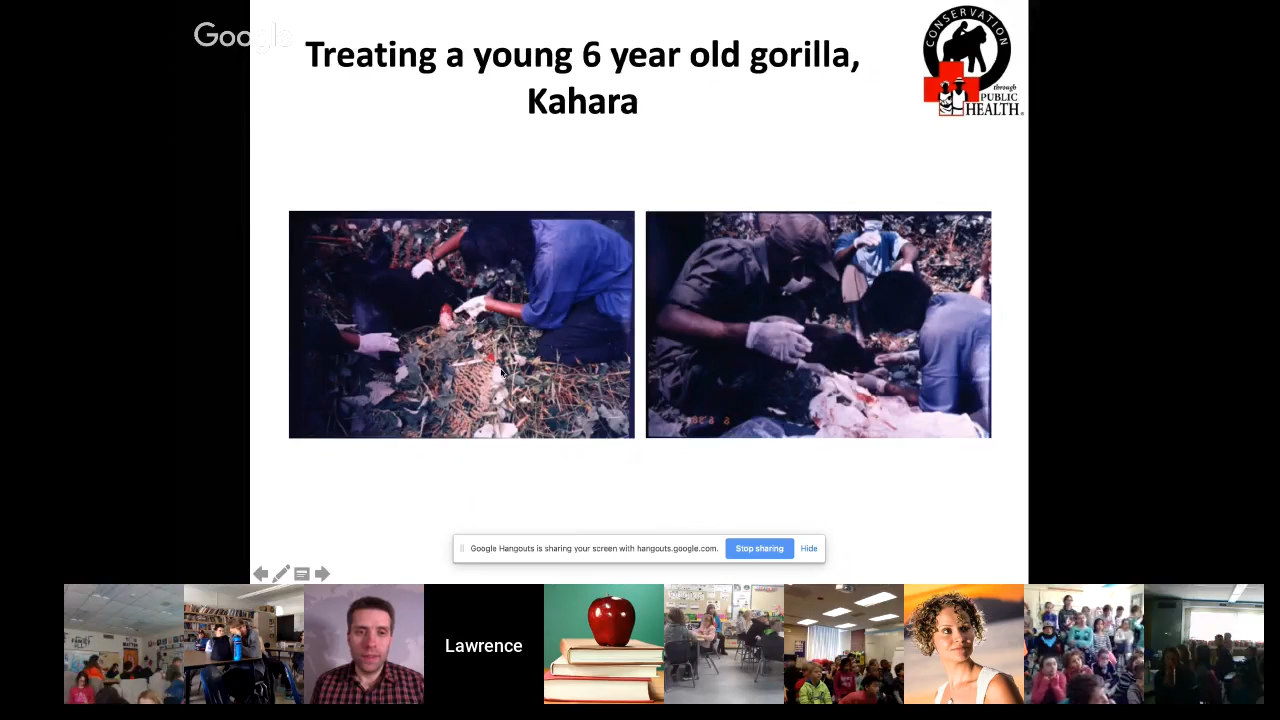 Google
Treating a young 6 year old gorilla,
Kahara
CONSERVATION
through
PUBLIC
HEALTH®
Google Hangouts is sharing your screen with hangouts.google.com.
Stop sharing
Hide
Lawrence